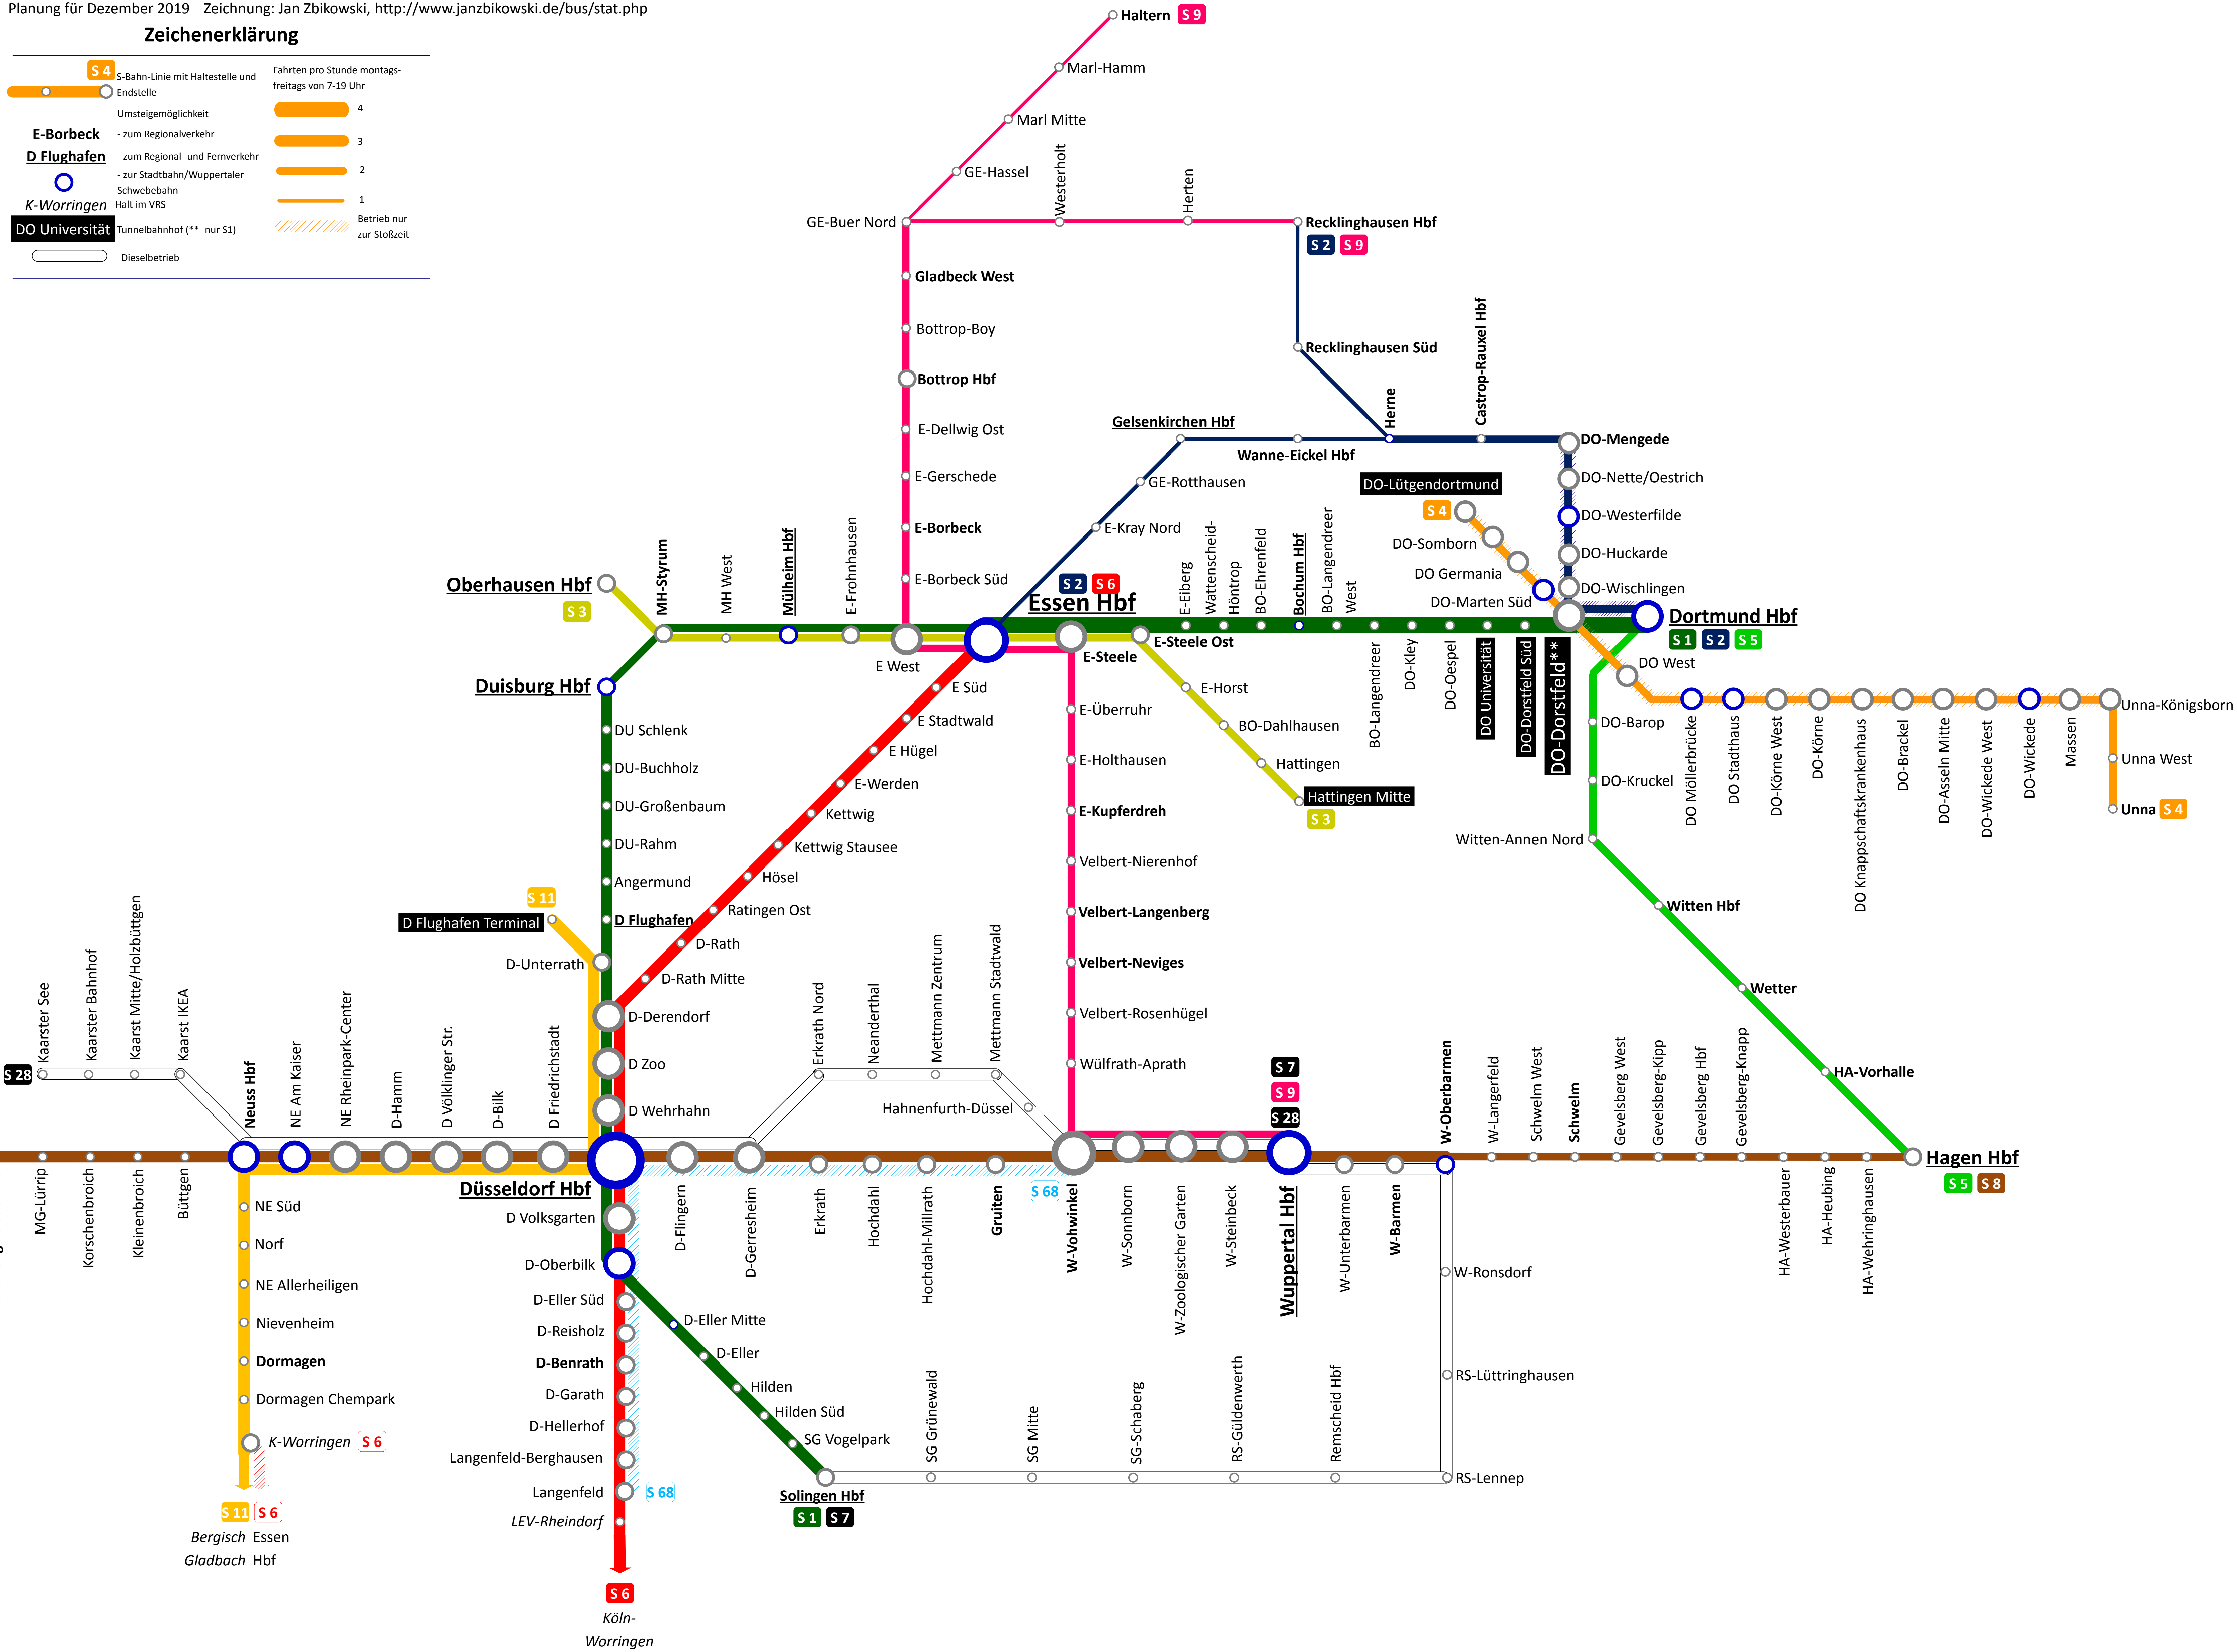 Planung für Dezember 2019 Zeichnung: Jan Zbikowski, http://www.janzbikowski.de/bus/stat.php
Zeichenerklärung
S 4
S-Bahn-Linie mit Haltestelle und
Endstelle
Umsteigemöglichkeit
E-Borbeck
- zum Regionalverkehr
D Flughafen
- zum Regional- und Fernverkehr
- zur Stadtbahn/Wuppertaler
Schwebebahn
K-Worringen
Halt im VRS
DO Universität
Tunnelbahnhof (**=nur S1)
Dieselbetrieb
Fahrten pro Stunde montags-
freitags von 7-19 Uhr
4
3
2
1
Betrieb nur
zur Stoßzeit
Haltern S 9
Marl-Hamm
Marl Mitte
GE-Hassel
GE-Buer Nord
Westerholt
Herten
Recklinghausen Hbf
S 2 S 9
Gladbeck West
Bottrop-Boy
Bottrop Hbf
E-Dellwig Ost
E-Gerschede
E-Borbeck
E-Borbeck Süd
Recklinghausen Süd
Gelsenkirchen Hbf
Wanne-Eickel Hbf
Herne
Castrop-Rauxel Hbf
GE-Rotthausen
E-Kray Nord
DO-Mengede
DO-Nette/Oestrich
DO-Westerfilde
DO-Huckarde
DO-Wischlingen
DO-Lütgendortmund
S 4
DO-Somborn
DO Germania
DO-Marten Süd
Oberhausen Hbf
S 3
MH-Styrum
MH West
Mülheim Hbf
E-Frohnhausen
E West
S 2 S 6
Essen Hbf
E-Steele
E-Steele Ost
E-Eiberg
Wattenscheid-
Höntrop
BO-Ehrenfeld
Bochum Hbf
BO-Langendreer
West
BO-Langendreer
DO-Kley
DO-Oespel
DO Universität
DO-Dorstfeld Süd
DO-Dorstfeld**
Dortmund Hbf
S 1 S 2 S 5
DO West
DO Möllerbrücke
DO Stadthaus
DO-Körne West
DO-Körne
DO Knappschaftskrankenhaus
DO-Brackel
DO-Asseln Mitte
DO-Wickede West
DO-Wickede
Massen
Unna-Königsborn
Unna West
Unna S 4
E-Horst
BO-Dahlhausen
Hattingen
Hattingen Mitte
S 3
DO-Barop
DO-Kruckel
Witten-Annen Nord
Witten Hbf
Wetter
HA-Vorhalle
Hagen Hbf
S 5 S 8
Duisburg Hbf
DU Schlenk
DU-Buchholz
DU-Großenbaum
DU-Rahm
Angermund
D Flughafen
S 11
D Flughafen Terminal
D-Unterrath
D-Derendorf
D Zoo
D Wehrhahn
E Süd
E Stadtwald
E Hügel
E-Werden
Kettwig
Kettwig Stausee
Hösel
Ratingen Ost
D-Rath
D-Rath Mitte
E-Überruhr
E-Holthausen
E-Kupferdreh
Velbert-Nierenhof
Velbert-Langenberg
Velbert-Neviges
Velbert-Rosenhügel
Wülfrath-Aprath
S 28
Kaarster See
Kaarster Bahnhof
Kaarst Mitte/Holzbüttgen
Kaarst IKEA
Neuss Hbf
NE Am Kaiser
NE Rheinpark-Center
D-Hamm
D Völklinger Str.
D-Bilk
D Friedrichstadt
Düsseldorf Hbf
MG-Lürrip
Korschenbroich
Kleinenbroich
Büttgen
Erkrath Nord
Neanderthal
Mettmann Zentrum
Mettmann Stadtwald
Hahnenfurth-Düssel
D-Flingern
D-Gerresheim
Erkrath
Hochdahl
Hochdahl-Millrath
Gruiten
S 68
W-Vohwinkel
W-Sonnborn
W-Zoologischer Garten
W-Steinbeck
S 7
S 9
S 28
Wuppertal Hbf
W-Unterbarmen
W-Barmen
W-Oberbarmen
W-Langerfeld
Schwelm West
Schwelm
Gevelsberg West
Gevelsberg-Kipp
Gevelsberg Hbf
Gevelsberg-Knapp
HA-Westerbauer
HA-Heubing
HA-Wehringhausen
NE Süd
Norf
NE Allerheiligen
Nievenheim
Dormagen
Dormagen Chempark
K-Worringen S 6
S 11 S 6
Bergisch Essen
Gladbach Hbf
D Volksgarten
D-Oberbilk
D-Eller Süd
D-Reisholz
D-Benrath
D-Garath
D-Hellerhof
Langenfeld-Berghausen
Langenfeld
S 68
LEV-Rheindorf
S 6
Köln-
Worringen
D-Eller Mitte
D-Eller
Hilden
Hilden Süd
SG Vogelpark
Solingen Hbf
S 1 S 7
SG Grünewald
SG Mitte
SG-Schaberg
RS-Güldenwerth
Remscheid Hbf
RS-Lennep
RS-Lüttringhausen
W-Ronsdorf